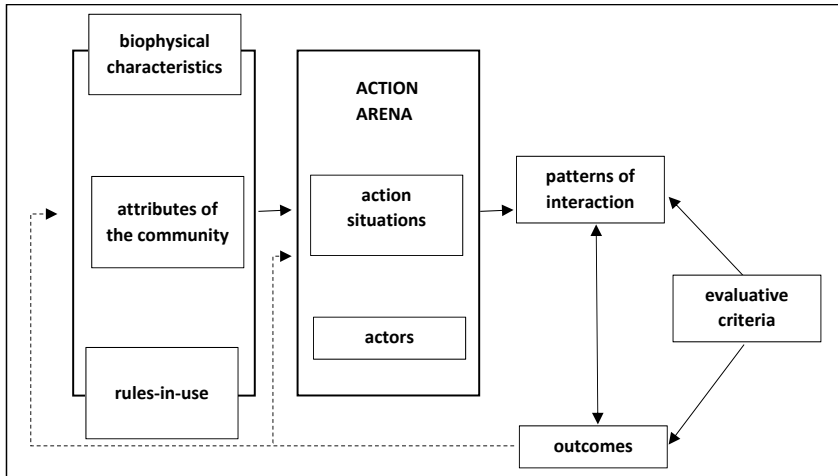 biophysical
characteristics
attributes of
the community
rules-in-use
ACTION
ARENA
action
situations
actors
patterns of
interaction
outcomes
evaluative
criteria